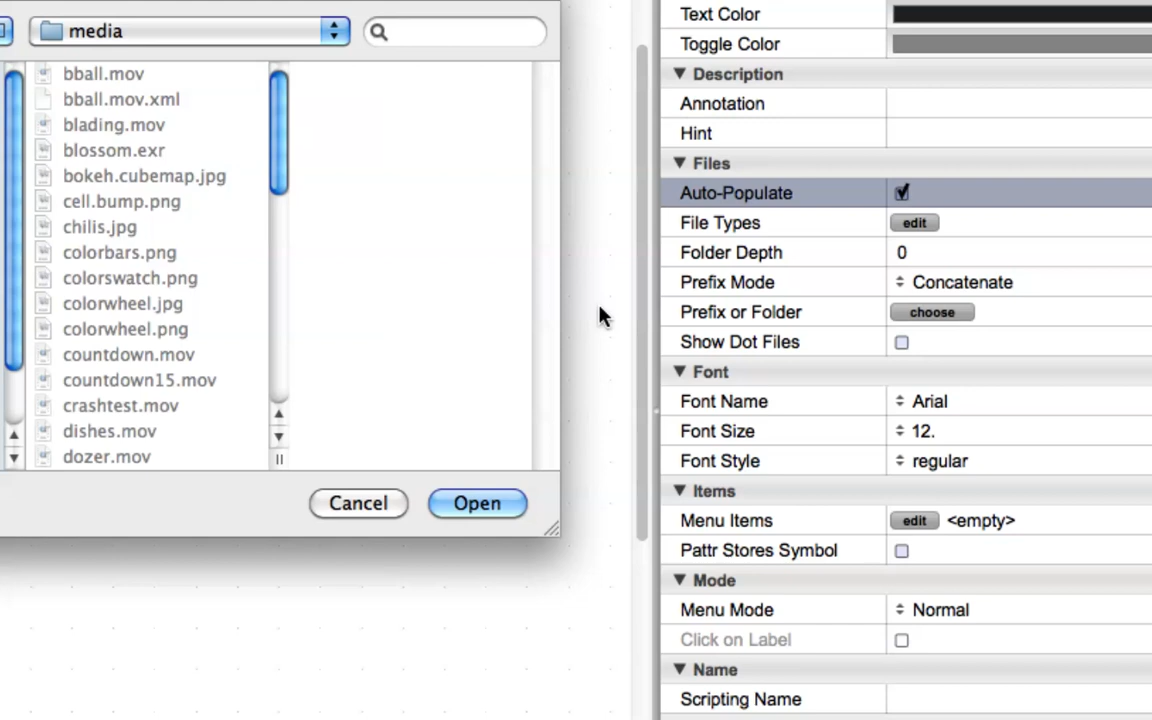 media
bball.mov
bball.mov.xml
blading.mov
blossom.exr
bokeh.cubemap.jpg
cell.bump.png
chilis.jpg
colorbars.png
colorswatch.png
colorwheel.jpg
colorwheel.png
countdown.mov
countdown15.mov
crashtest.mov
dishes.mov
dozer.mov
Cancel Open
Text Color
Toggle Color
Description
Annotation
Hint
Files
Auto-Populate
File Types edit
Folder Depth 0
Prefix Mode Concatenate
Prefix or Folder choose
Show Dot Files
Font
Font Name Arial
Font Size 12.
Font Style regular
Items
Menu Items edit <empty>
Pattr Stores Symbol
Mode
Menu Mode Normal
Click on Label
Name
Scripting Name